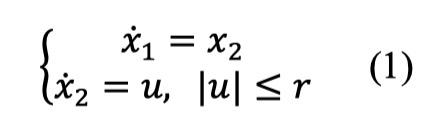 ẋ₁ = x₂
ẋ₂ = u, |u| ≤ r (1)